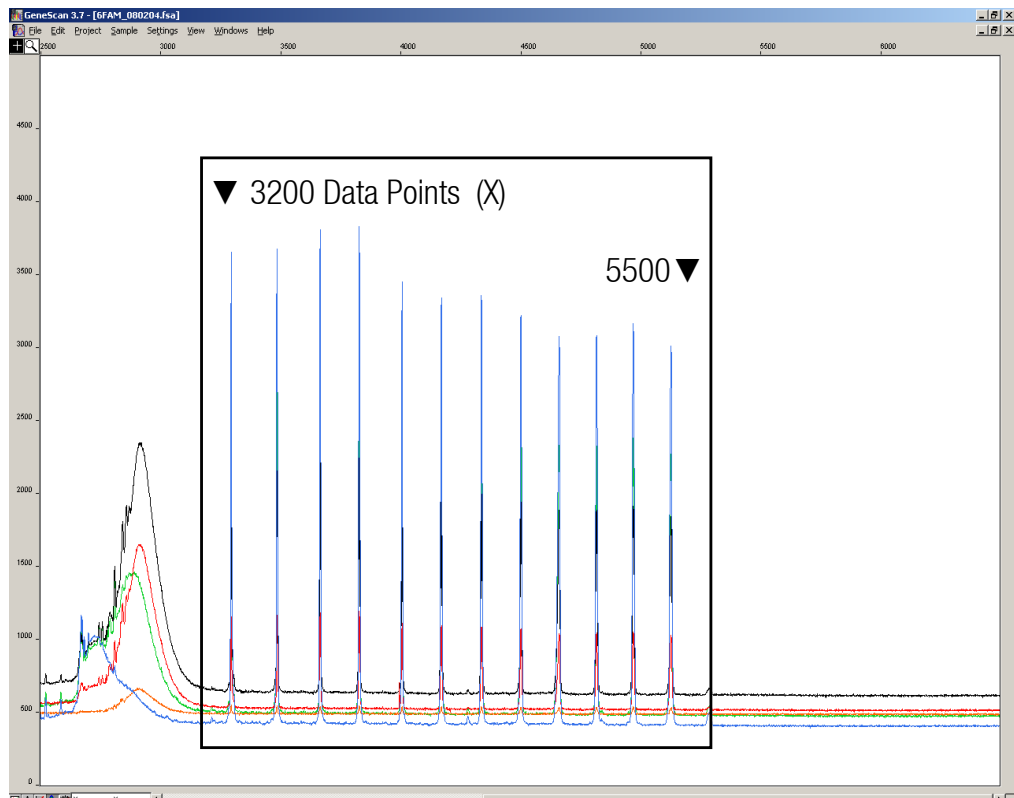 GeneScan 3.7 - [6FAM_080204.fsa]
File Edit Project Sample Settings View Windows Help
2500 3000 3500 4000 4500 5000 5500 6000
4500
4000
▼ 3200 Data Points (X)
3500
5500 ▼
3000
2500
2000
1500
1000
500
0